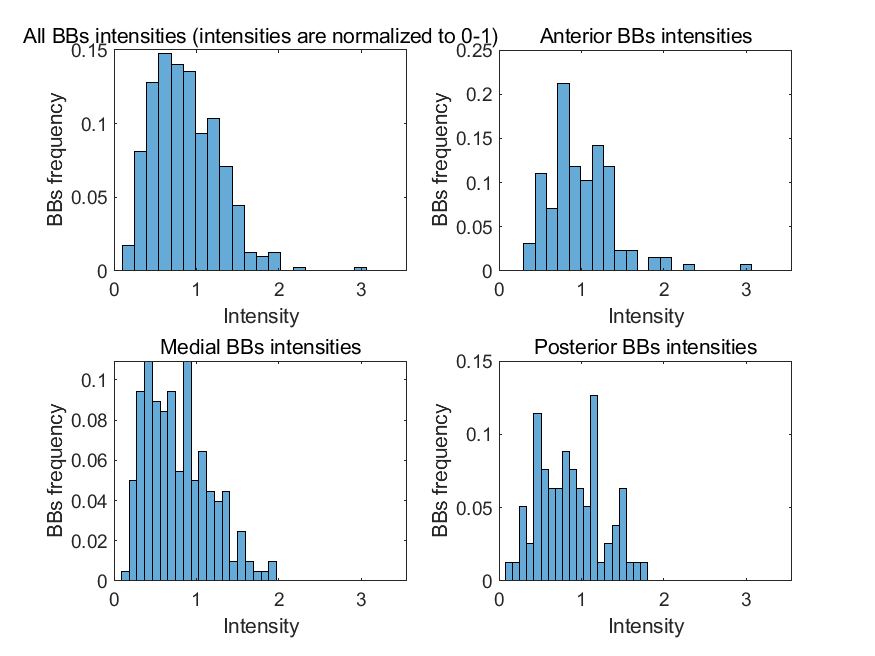 All BBs intensities (intensities are normalized to 0-1)
0.15
0.1
0.05
0
BBs frequency
0 1 2 3
Intensity
Anterior BBs intensities
0.25
0.2
0.15
0.1
0.05
0
BBs frequency
0 1 2 3
Intensity
Medial BBs intensities
0.1
0.08
0.06
0.04
0.02
0
BBs frequency
0 1 2 3
Intensity
Posterior BBs intensities
0.15
0.1
0.05
0
BBs frequency
0 1 2 3
Intensity